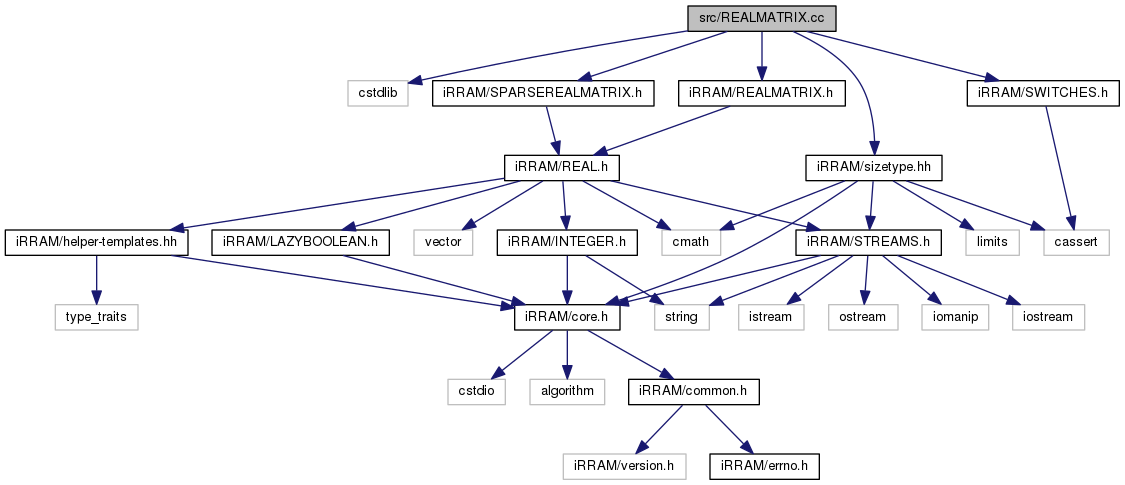 src/REALMATRIX.cc
cstdlib
iRRAM/SPARSEREALMATRIX.h
iRRAM/REALMATRIX.h
iRRAM/SWITCHES.h
iRRAM/REAL.h
iRRAM/sizetype.hh
iRRAM/helper-templates.hh
iRRAM/LAZYBOOLEAN.h
vector
iRRAM/INTEGER.h
cmath
iRRAM/STREAMS.h
limits
cassert
type_traits
iRRAM/core.h
string
istream
ostream
iomanip
iostream
cstdio
algorithm
iRRAM/common.h
iRRAM/version.h
iRRAM/errno.h